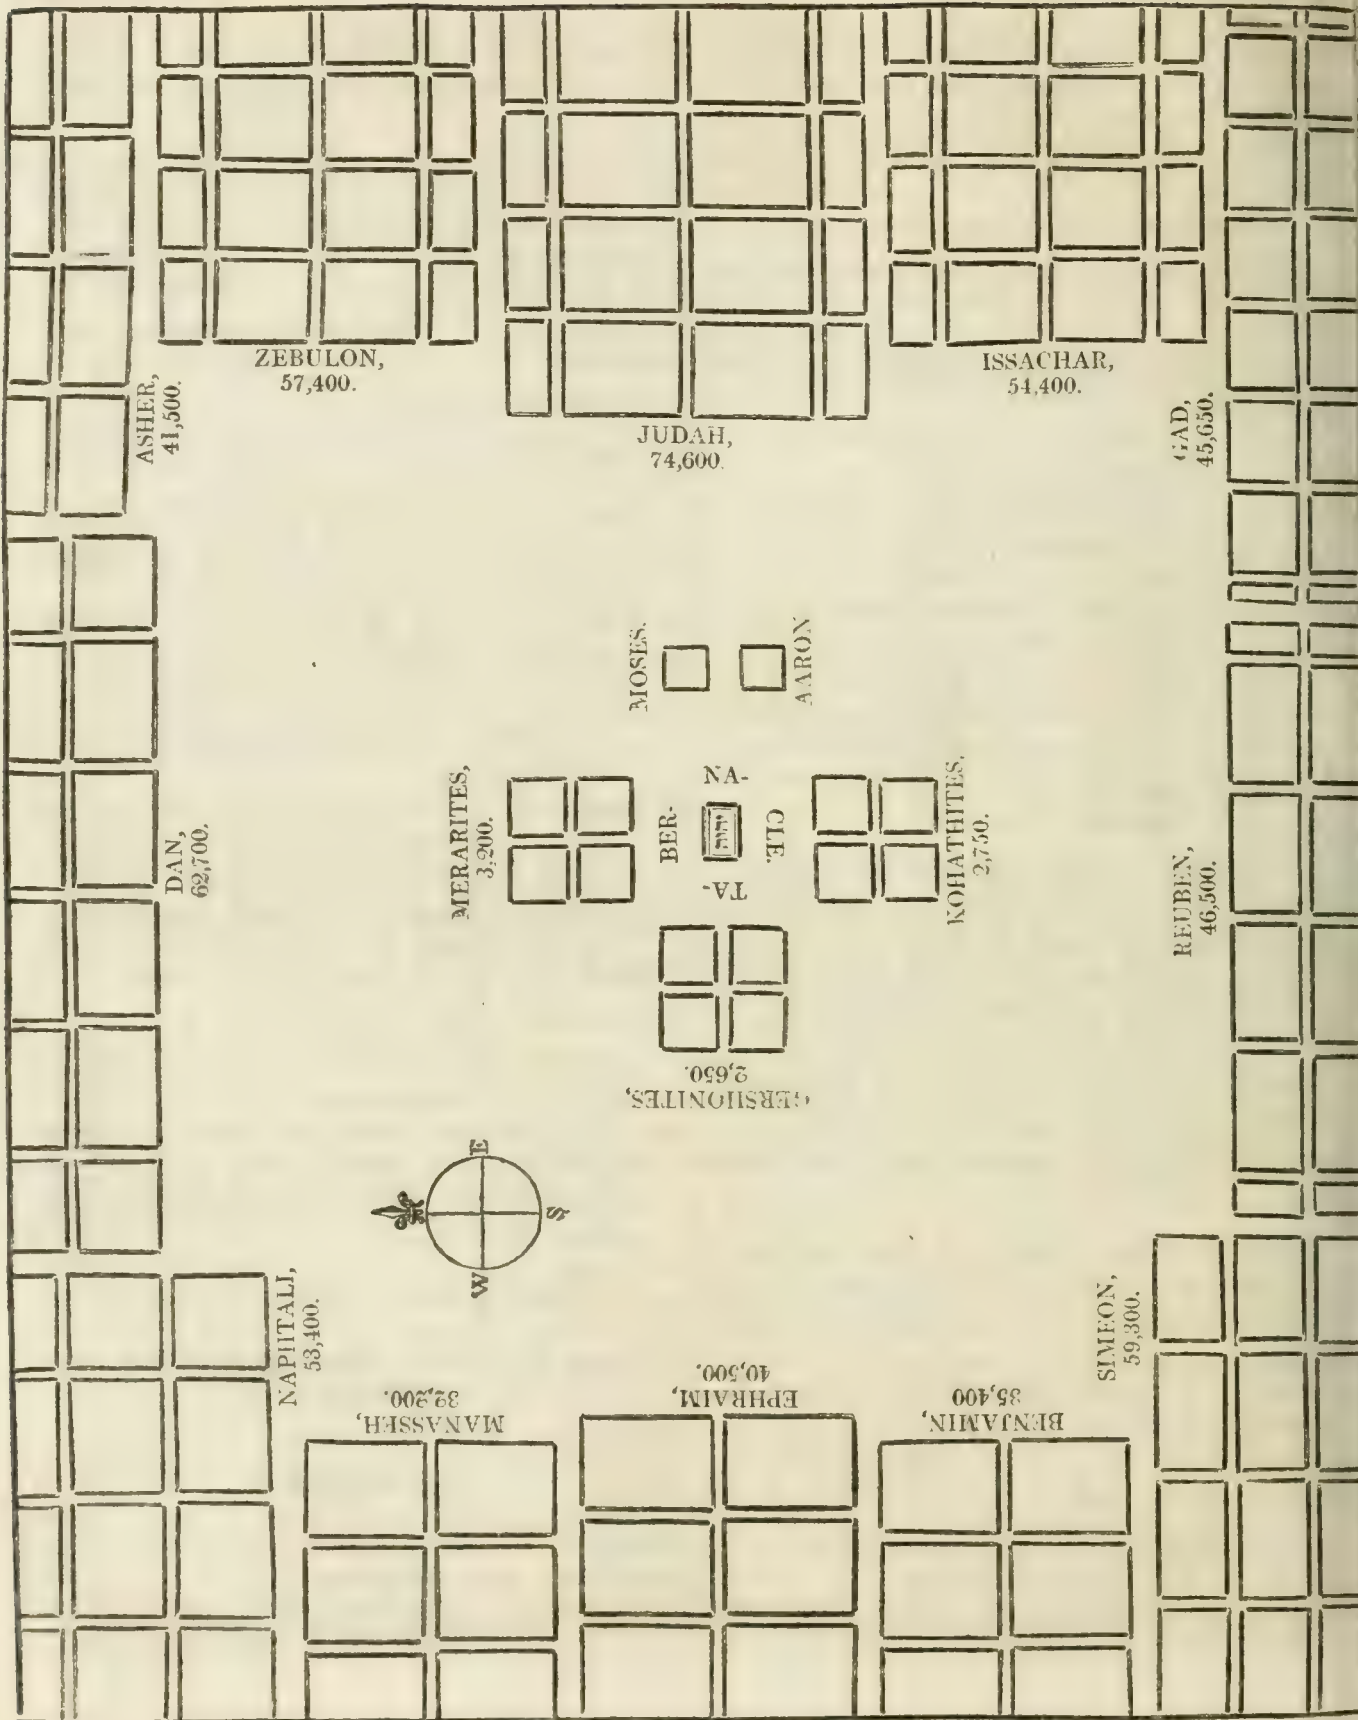 ZEBULON,
57,400.
JUDAH,
74,600.
ISSACHAR,
54,400.
ASHER,
41,500.
GAD,
45,650.
MOSES.
AARON
MERARITES,
3,200.
TA-
BER-
NA-
CLE.
יהוה
KOHATHITES.
2,750.
GERSHONITES,
2,650.
DAN,
62,700.
REUBEN,
46,500.
E
S
W
NAPHTALI,
53,400.
MANASSEH,
32,200.
EPHRAIM,
40,500.
BENJAMIN,
35,400
SIMEON,
59,300.